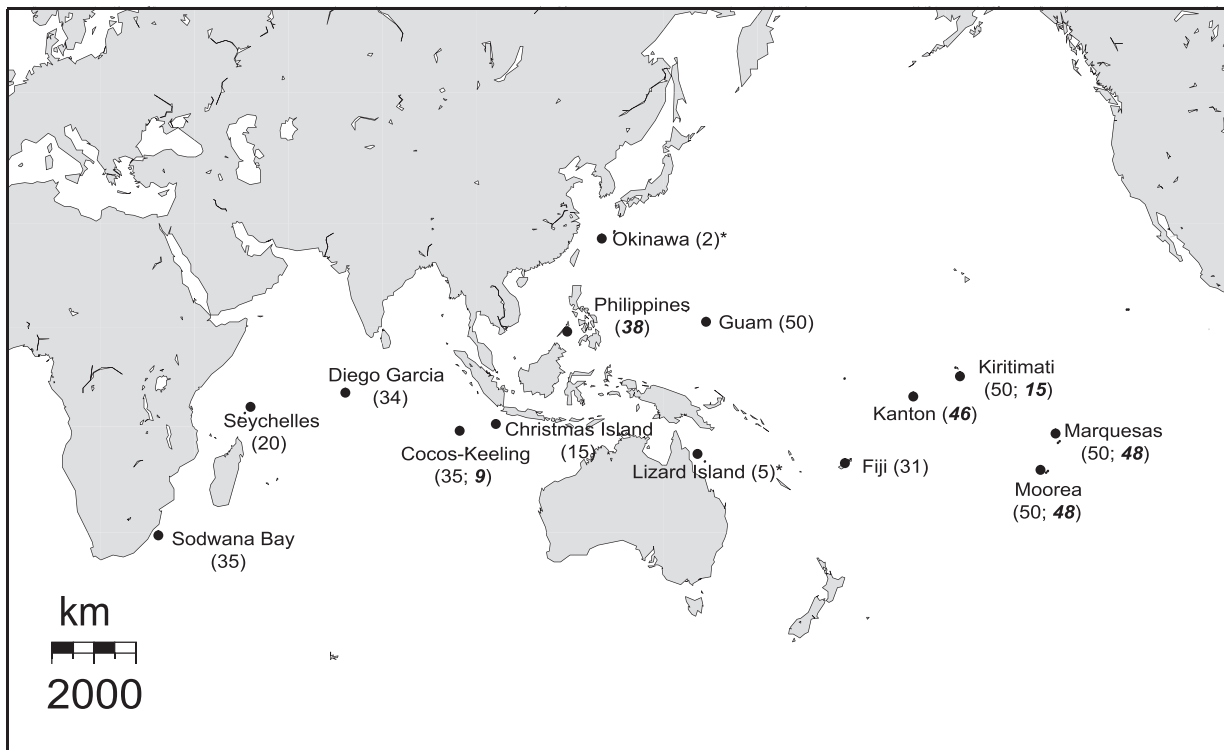 Okinawa (2)*
Philippines
(38)
Guam (50)
Diego Garcia
(34)
Kiritimati
(50; 15)
Kanton (46)
Seychelles
(20)
Christmas Island
(15)
Marquesas
(50; 48)
Cocos-Keeling
(35; 9)
Lizard Island (5)*
Fiji (31)
Moorea
(50; 48)
Sodwana Bay
(35)
km
2000